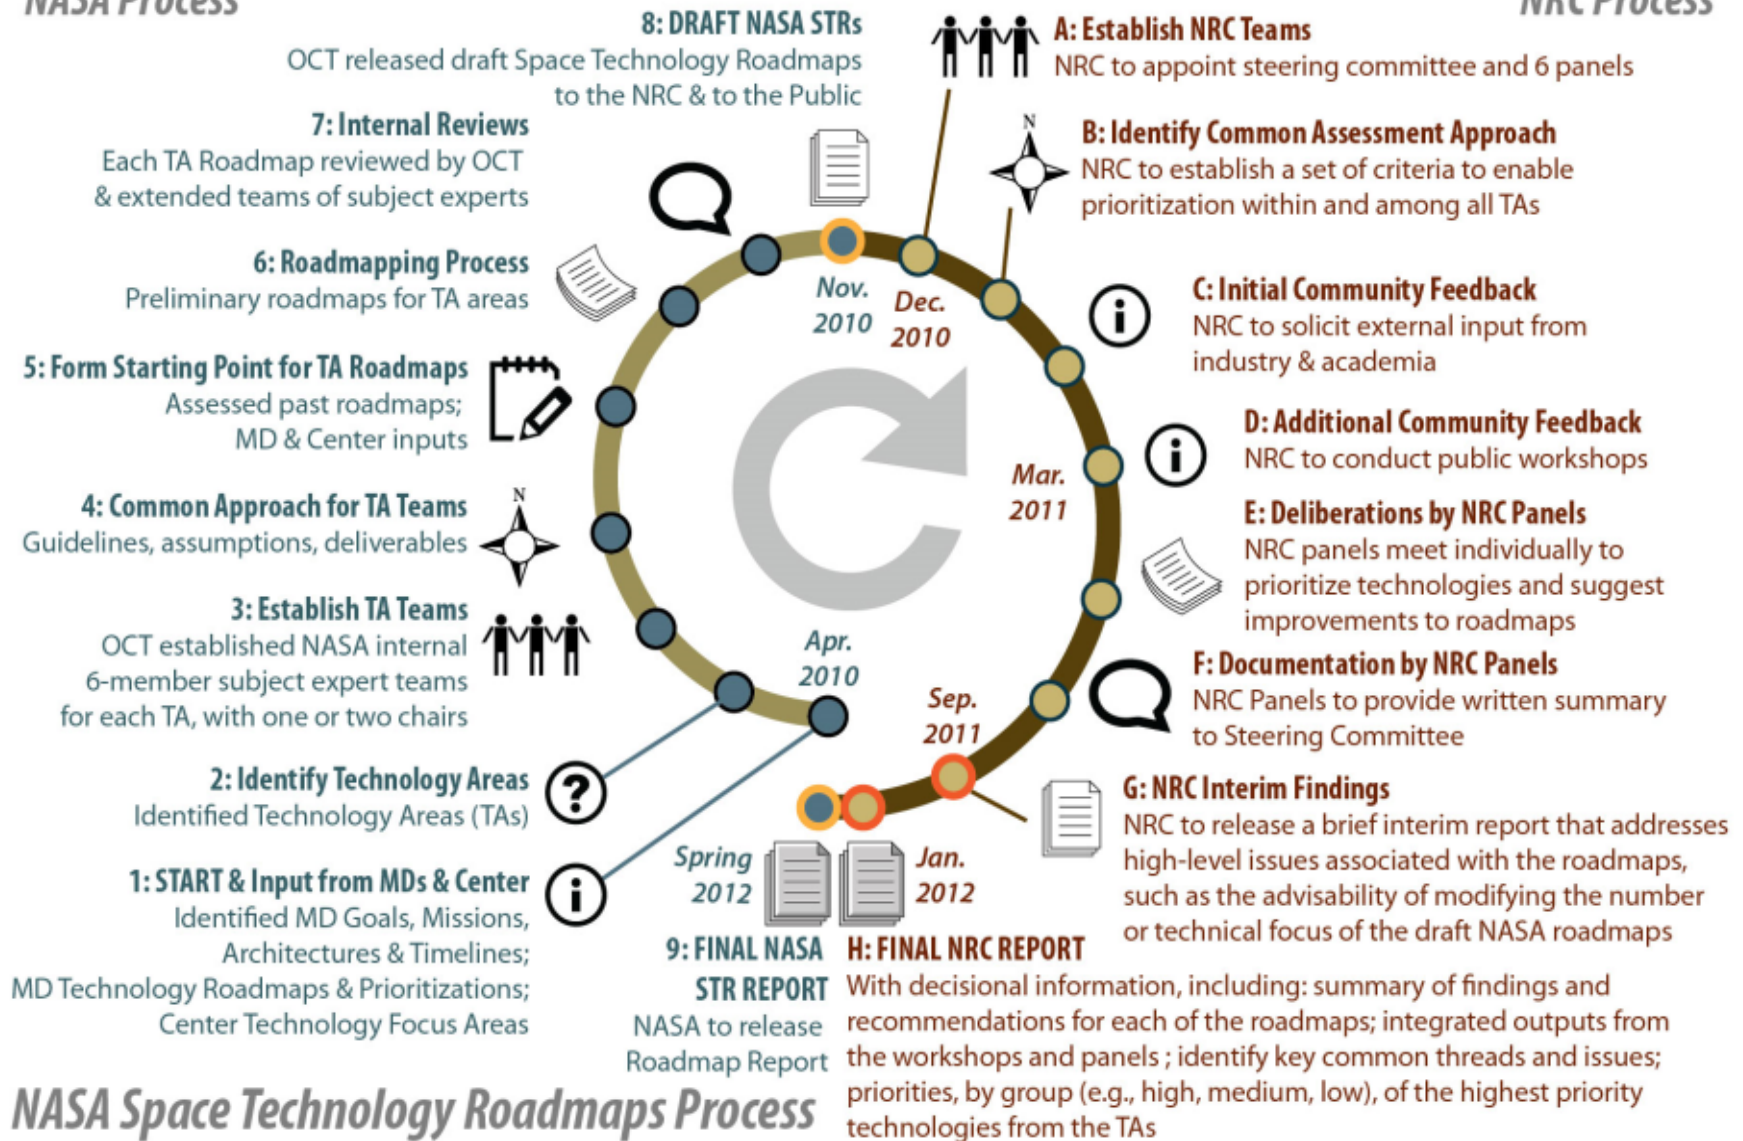 NASA Process
NRC Process
8: DRAFT NASA STRs
OCT released draft Space Technology Roadmaps
to the NRC & to the Public
7: Internal Reviews
Each TA Roadmap reviewed by OCT
& extended teams of subject experts
6: Roadmapping Process
Preliminary roadmaps for TA areas
5: Form Starting Point for TA Roadmaps
Assessed past roadmaps;
MD & Center inputs
4: Common Approach for TA Teams
Guidelines, assumptions, deliverables
N
3: Establish TA Teams
OCT established NASA internal
6-member subject expert teams
for each TA, with one or two chairs
2: Identify Technology Areas
Identified Technology Areas (TAs)
?
1: START & Input from MDs & Center
Identified MD Goals, Missions,
Architectures & Timelines;
MD Technology Roadmaps & Prioritizations;
Center Technology Focus Areas
i
Nov.
2010
Dec.
2010
Mar.
2011
Apr.
2010
Sep.
2011
Spring
2012
Jan.
2012
A: Establish NRC Teams
NRC to appoint steering committee and 6 panels
N
B: Identify Common Assessment Approach
NRC to establish a set of criteria to enable
prioritization within and among all TAs
i
C: Initial Community Feedback
NRC to solicit external input from
industry & academia
i
D: Additional Community Feedback
NRC to conduct public workshops
E: Deliberations by NRC Panels
NRC panels meet individually to
prioritize technologies and suggest
improvements to roadmaps
F: Documentation by NRC Panels
NRC Panels to provide written summary
to Steering Committee
G: NRC Interim Findings
NRC to release a brief interim report that addresses
high-level issues associated with the roadmaps,
such as the advisability of modifying the number
or technical focus of the draft NASA roadmaps
9: FINAL NASA
STR REPORT
NASA to release
Roadmap Report
H: FINAL NRC REPORT
With decisional information, including: summary of findings and
recommendations for each of the roadmaps; integrated outputs from
the workshops and panels ; identify key common threads and issues;
priorities, by group (e.g., high, medium, low), of the highest priority
technologies from the TAs
NASA Space Technology Roadmaps Process